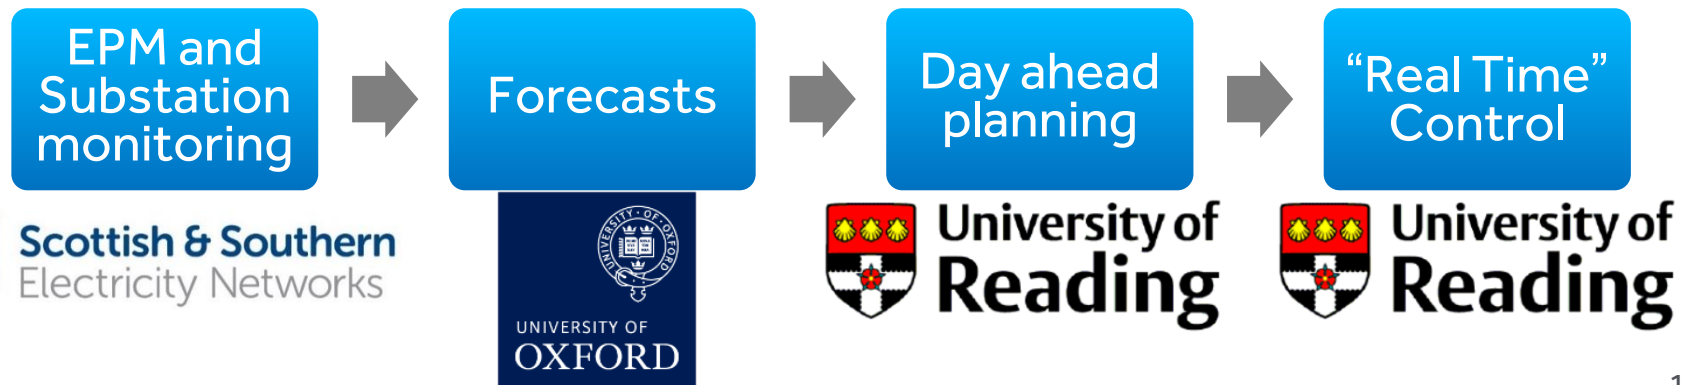 EPM and
Substation
monitoring
Forecasts
Day ahead
planning
“Real Time”
Control
Scottish & Southern
Electricity Networks
UNIVERSITY OF
OXFORD
University of
Reading
University of
Reading